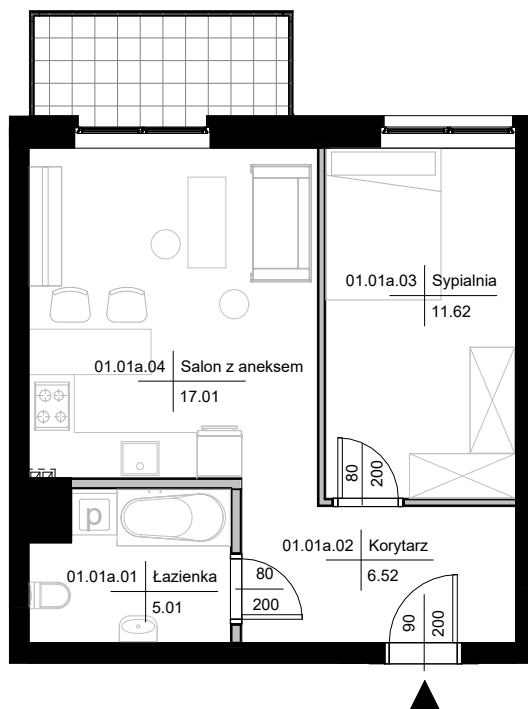 01.01a.03 Sypialnia
11.62
01.01a.04 Salon z aneksem
17.01
80
200
p
01.01a.02 Korytarz
6.52
01.01a.01 Łazienka
5.01
80
200
90
200